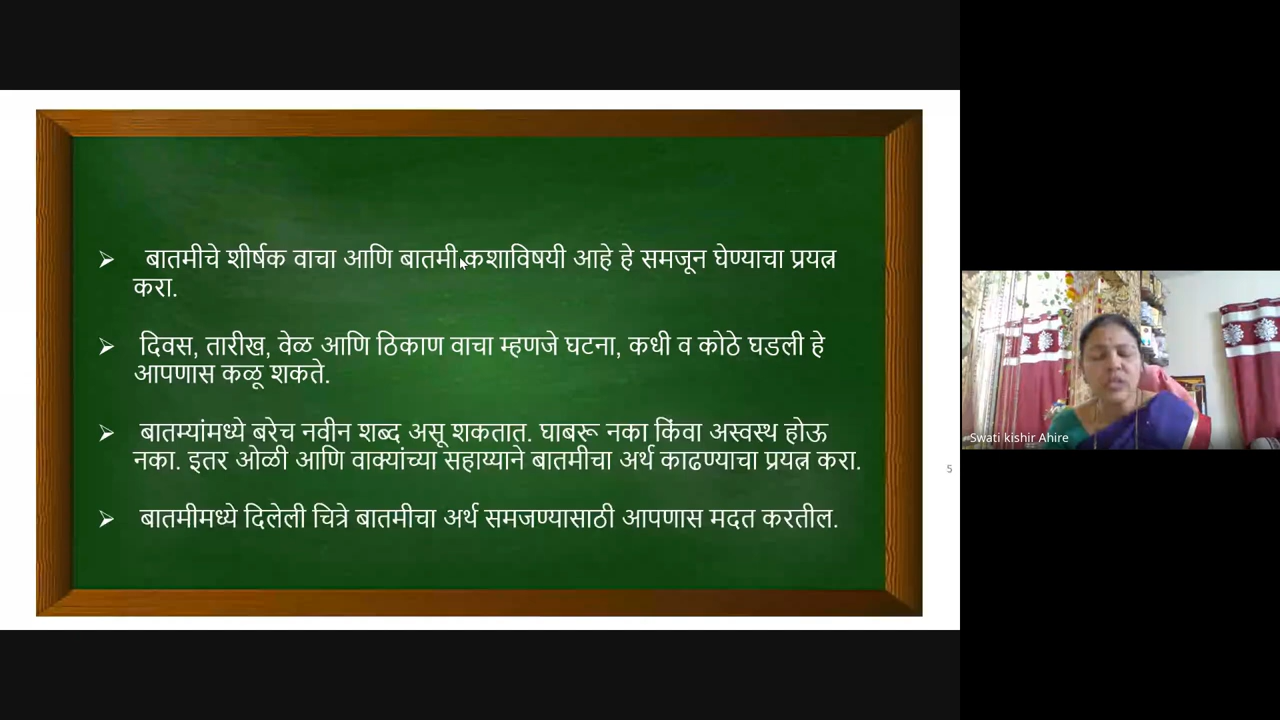 ➢ बातमीचे शीर्षक वाचा आणि बातमी कशाविषयी आहे हे समजून घेण्याचा प्रयत्न
करा.
➢ दिवस, तारीख, वेळ आणि ठिकाण वाचा म्हणजे घटना, कधी व कोठे घडली हे
आपणास कळू शकते.
➢ बातम्यांमध्ये बरेच नवीन शब्द असू शकतात. घाबरू नका किंवा अस्वस्थ होऊ
नका. इतर ओळी आणि वाक्यांच्या सहाय्याने बातमीचा अर्थ काढण्याचा प्रयत्न करा.
➢ बातमीमध्ये दिलेली चित्रे बातमीचा अर्थ समजण्यासाठी आपणास मदत करतील.
5
Swati kishir Ahire